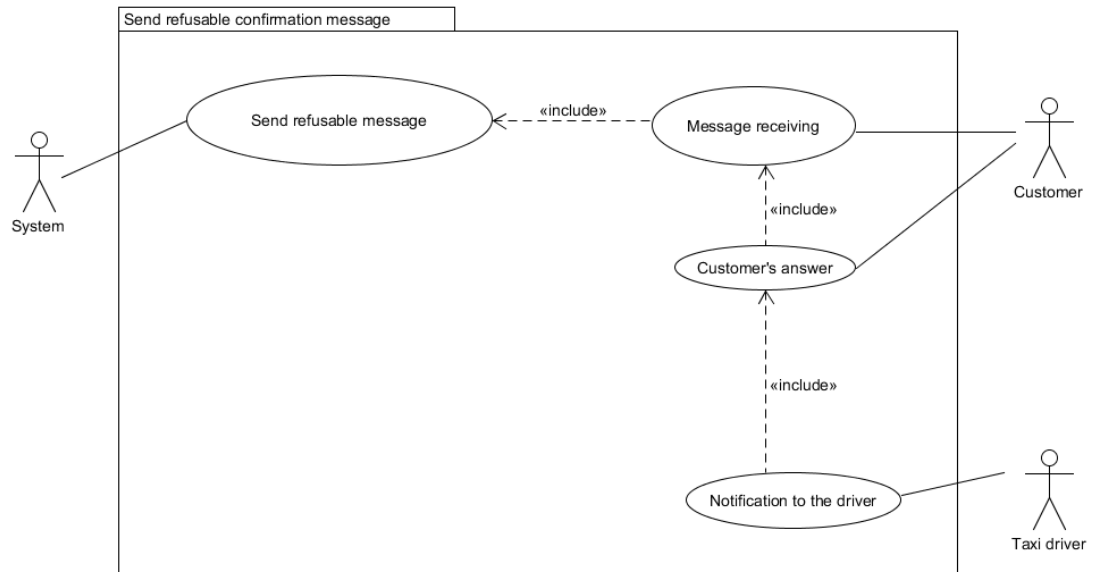 Send refusable confirmation message
Send refusable message
«include»
Message receiving
System
Customer
«include»
Customer's answer
«include»
Notification to the driver
Taxi driver